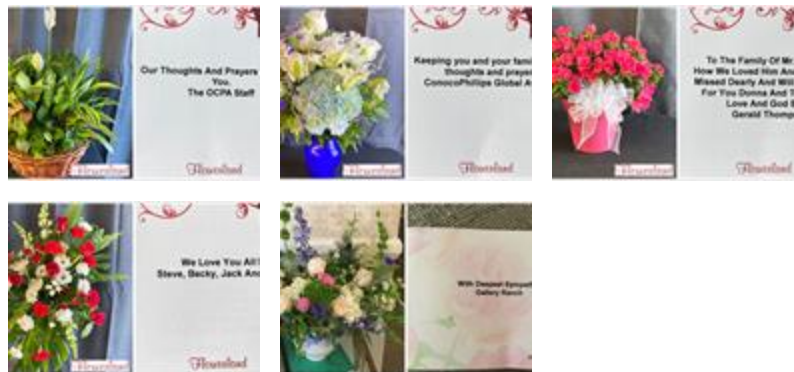 Our Thoughts And Prayers
You.
The OCPA Staff
Flowerland
Flowerland
Keeping you and your fami
thoughts and prayer
ConocoPhillips Global A
Flowerland
Flowerland
To The Family Of Mr
How We Loved Him An
Missed Dearly And Will
For You Donna And T
Love And God B
Gerald Thomp
Flowerland
Flowerland
We Love You All
Steve, Becky, Jack An
Flowerland
Flowerland
With Deepest Sympat
Gallery Ranch